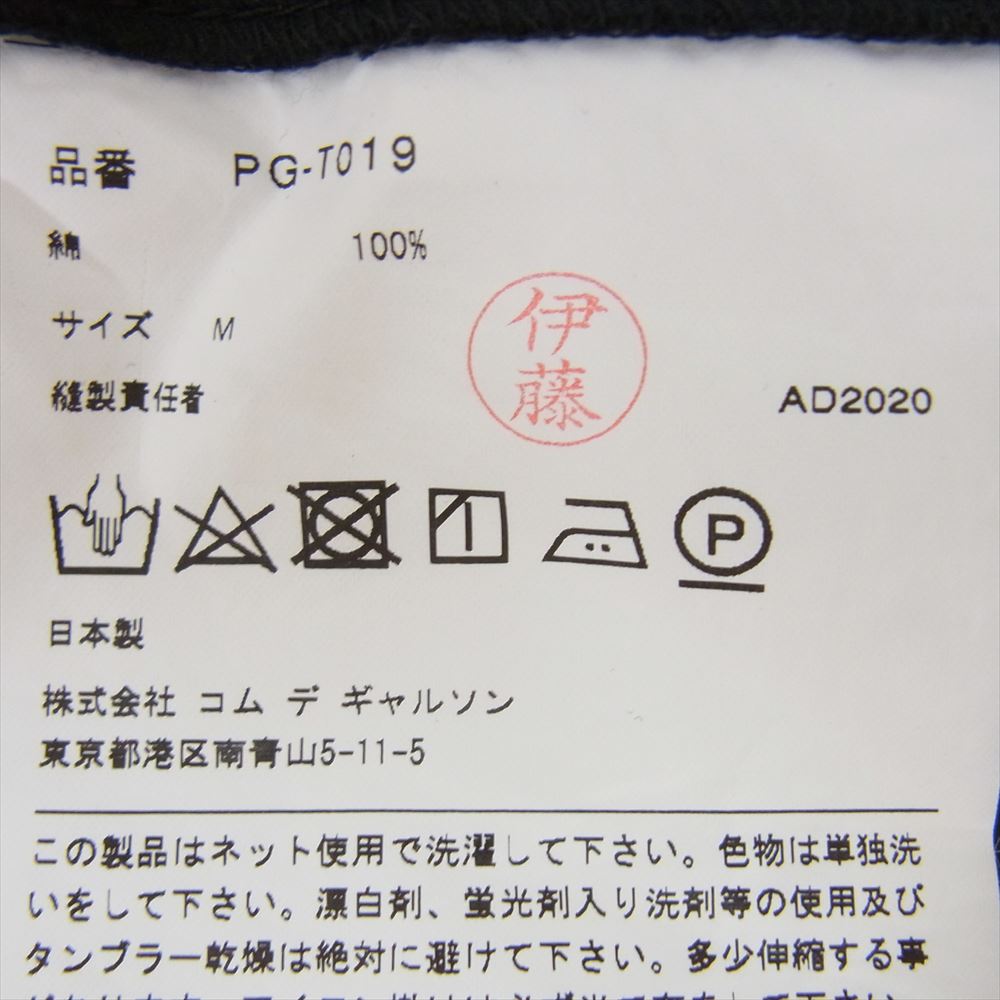 品番 PG-T019
綿 100%
サイズ M
伊藤
縫製責任者 AD2020
P
日本製
株式会社 コム デ ギャルソン
東京都港区南青山5-11-5
この製品はネット使用で洗濯して下さい。色物は単独洗
いをして下さい。漂白剤、蛍光剤入り洗剤等の使用及び
タンブラー乾燥は絶対に避けて下さい。多少伸縮する事